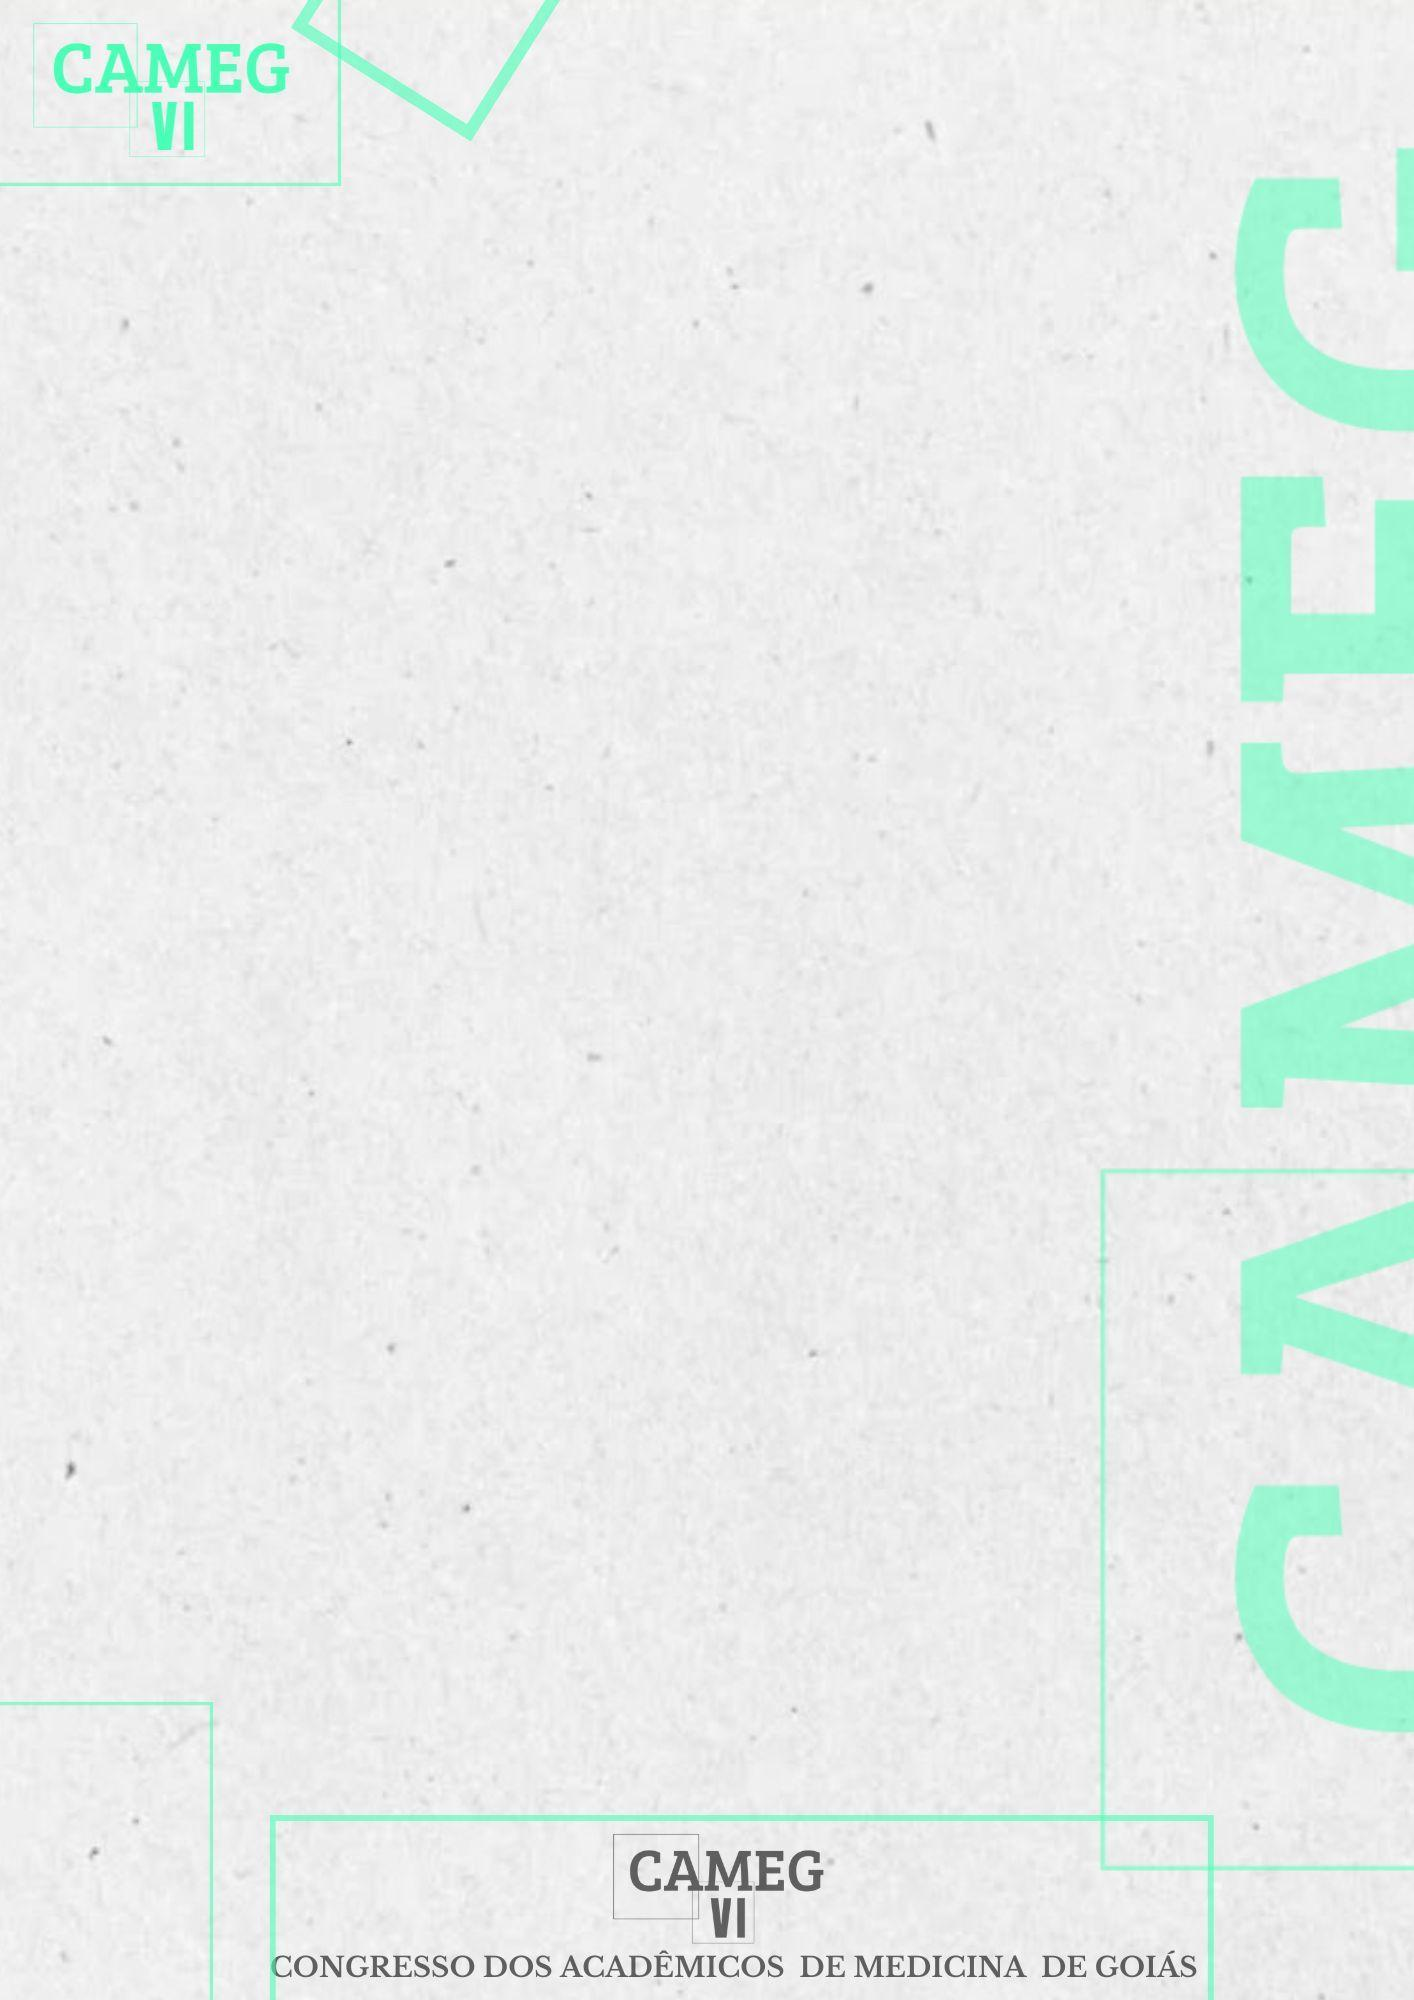 CAMEG
VI
CAMEG
CAMEG
VI
CONGRESSO DOS ACADÊMICOS DE MEDICINA DE GOIÁS